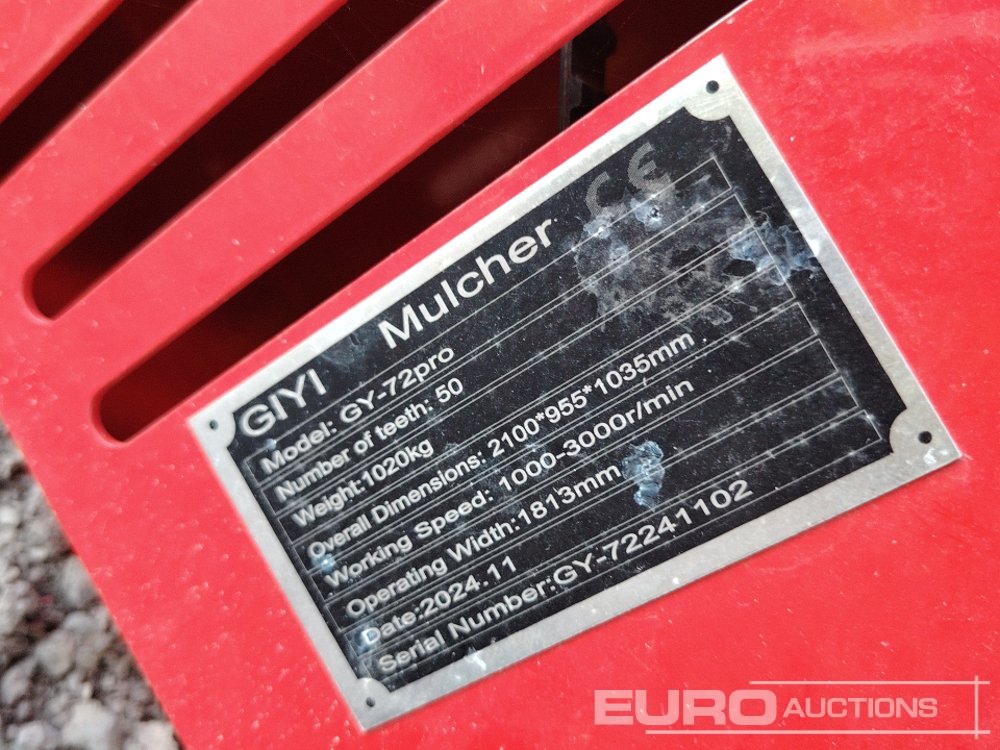 CE
GIYI Mulcher
Model: GY-72pro
Number of teeth: 50
Weight:1020kg
Overall Dimensions: 2100*955*1035mm
Working Speed: 1000-3000r/min
Operating Width:1813mm
Date:2024.11
Serial Number:GY-72241102
EURO AUCTIONS